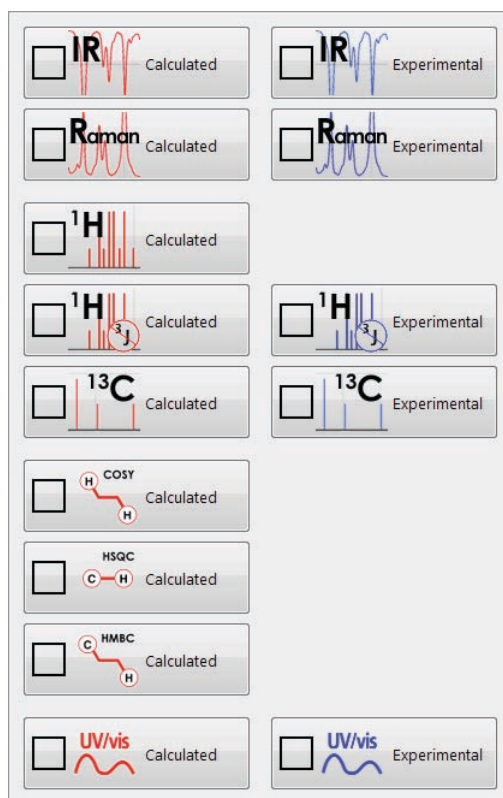 IR Calculated IR Experimental
Raman Calculated Raman Experimental
¹H Calculated
¹H ³J Calculated ¹H ³J Experimental
¹³C Calculated ¹³C Experimental
COSY H H Calculated
HSQC C H Calculated
HMBC C H Calculated
UV/vis Calculated UV/vis Experimental